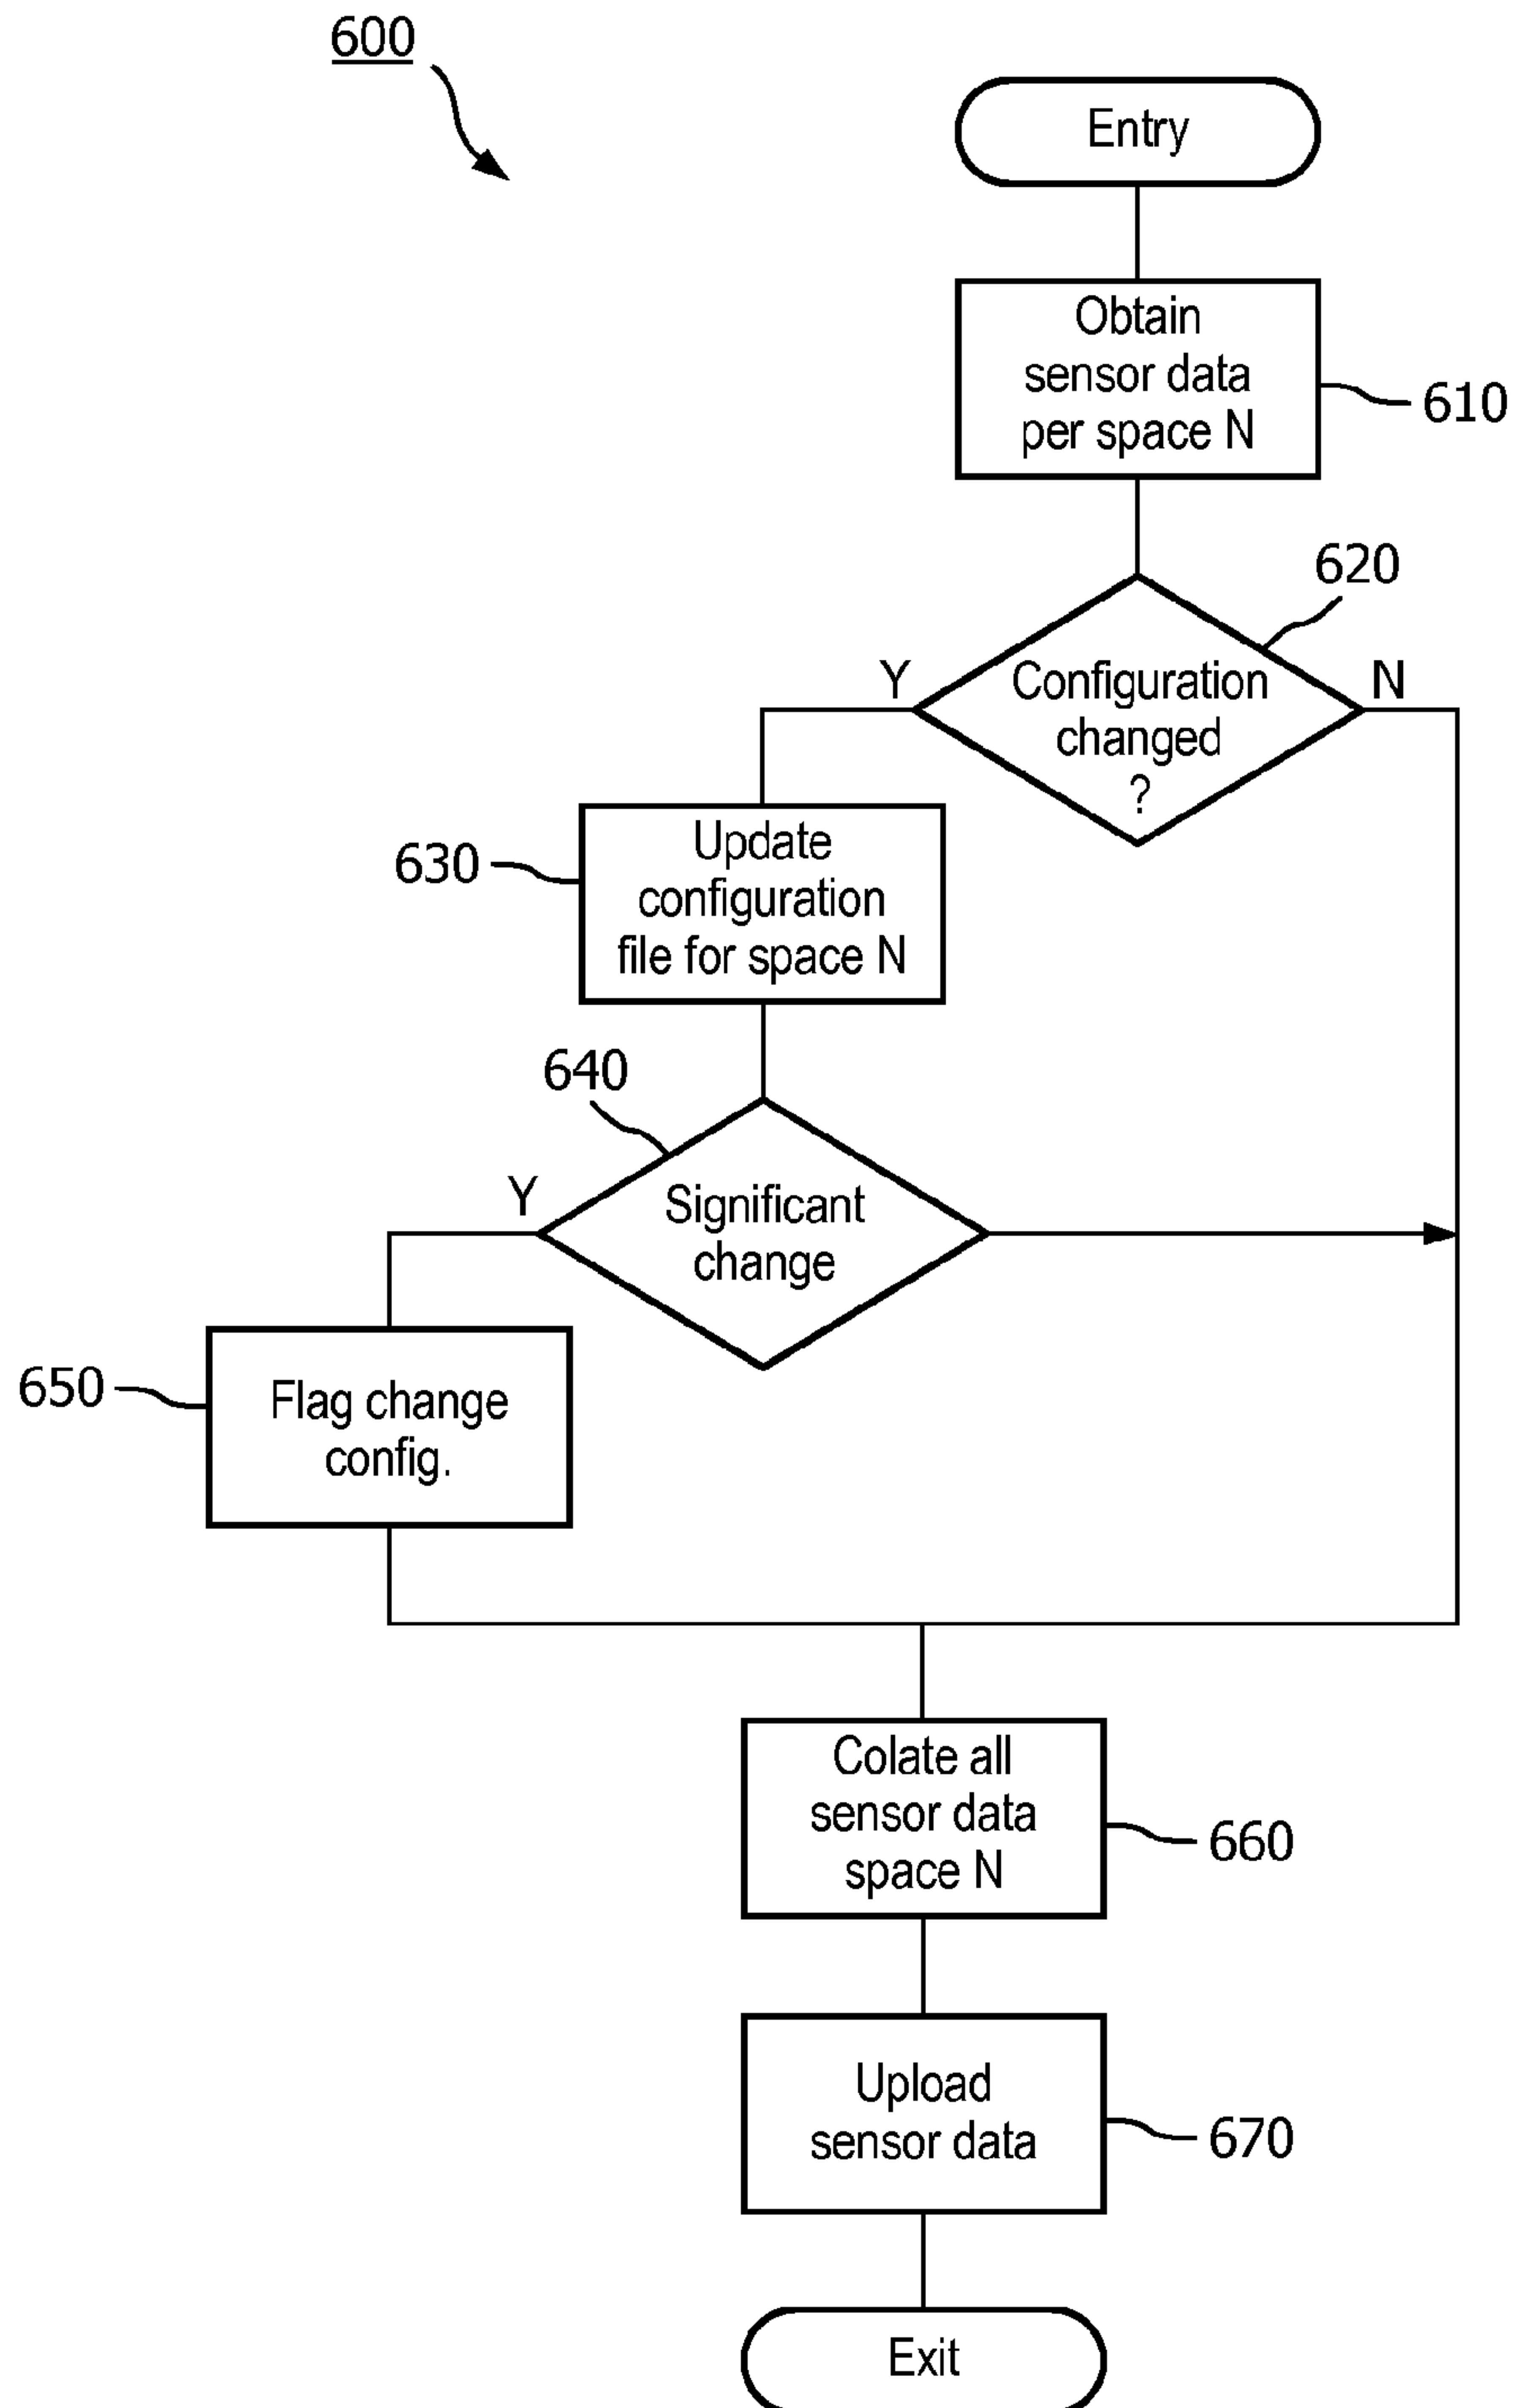 600
Entry
Obtain
sensor data
per space N
610
620
Y
Configuration
changed
?
N
630
Update
configuration
file for space N
640
Y
Significant
change
650
Flag change
config.
Colate all
sensor data
space N
660
Upload
sensor data
670
Exit